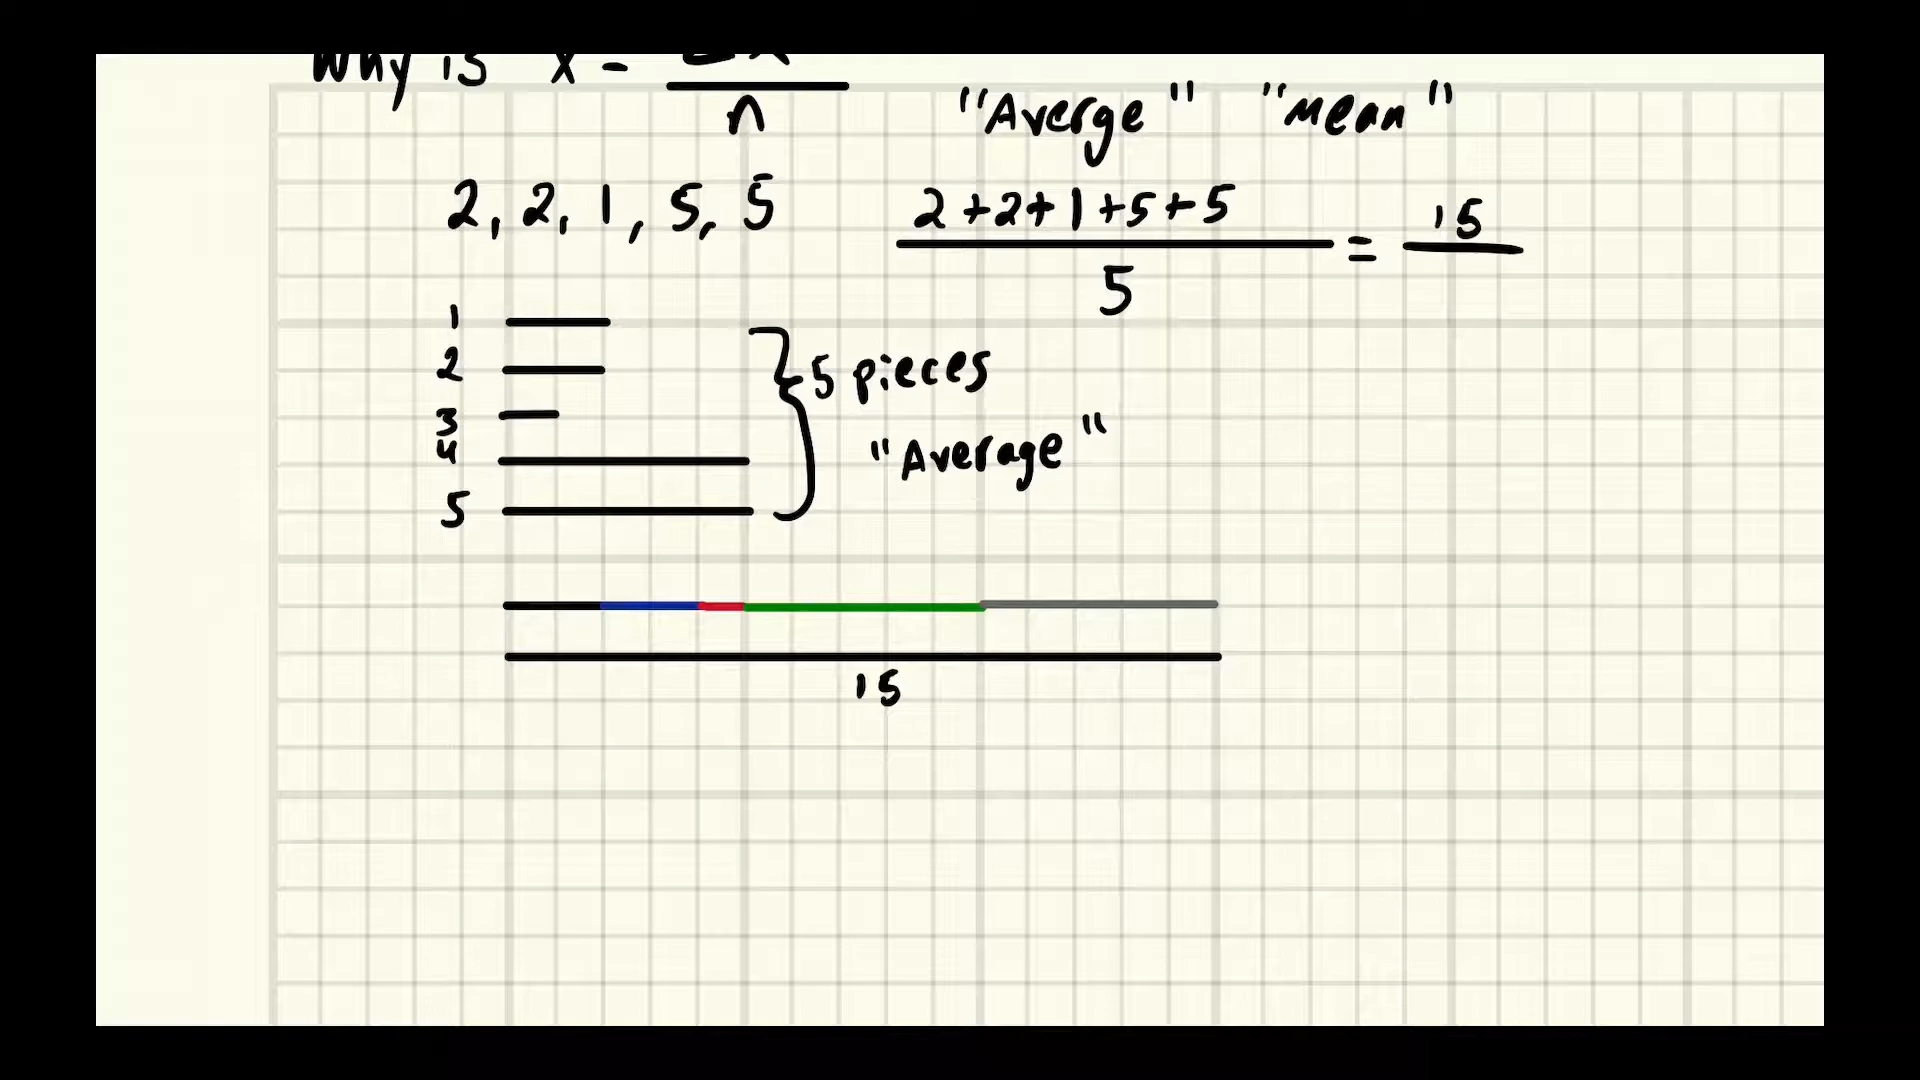 Why is x̄ = Σx
n
"Averge" "Mean"
2, 2, 1, 5, 5
2+2+1+5+5 = 15
5
1
2
3
4
5
5 pieces
"Average"
15